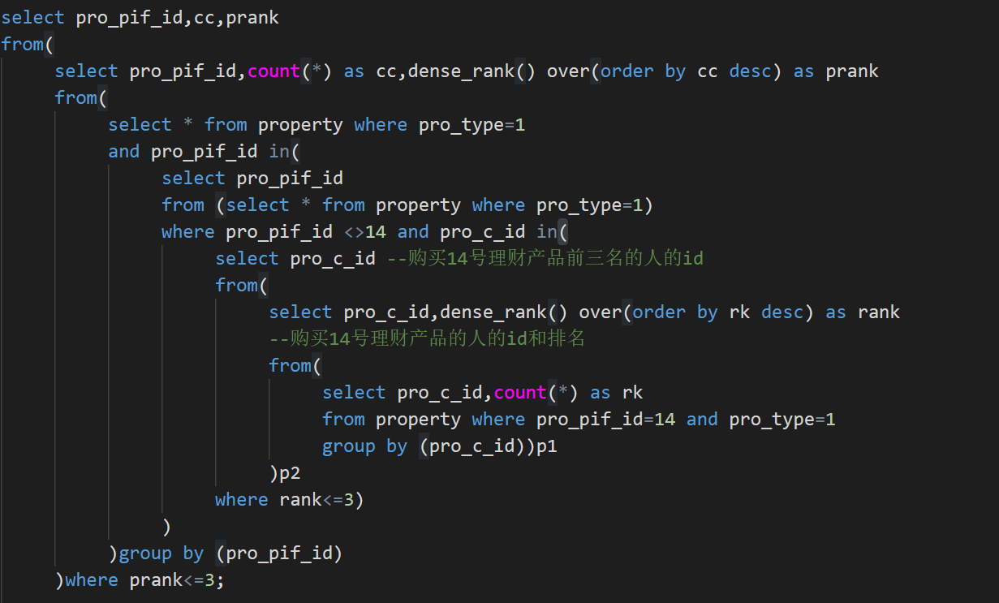 select pro_pif_id,cc,prank
from(
select pro_pif_id,count(*) as cc,dense_rank() over(order by cc desc) as prank
from(
select * from property where pro_type=1
and pro_pif_id in(
select pro_pif_id
from (select * from property where pro_type=1)
where pro_pif_id <>14 and pro_c_id in(
select pro_c_id --购买14号理财产品前三名的人的id
from(
select pro_c_id,dense_rank() over(order by rk desc) as rank
--购买14号理财产品的人的id和排名
from(
select pro_c_id,count(*) as rk
from property where pro_pif_id=14 and pro_type=1
group by (pro_c_id))p1
)p2
where rank<=3)
)
)group by (pro_pif_id)
)where prank<=3;